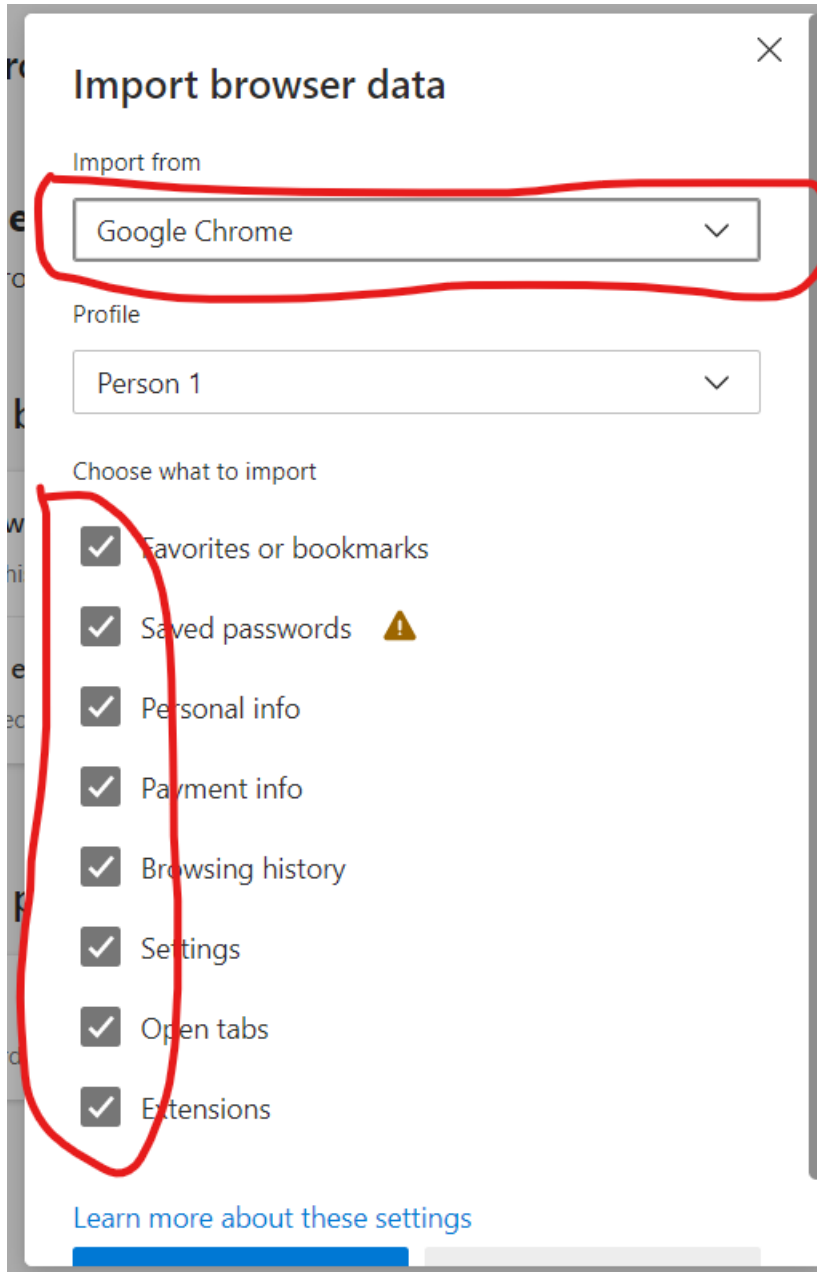 Import browser data
Import from
Google Chrome
Profile
Person 1
Choose what to import
Favorites or bookmarks
Saved passwords
Personal info
Payment info
Browsing history
Settings
Open tabs
Extensions
Learn more about these settings